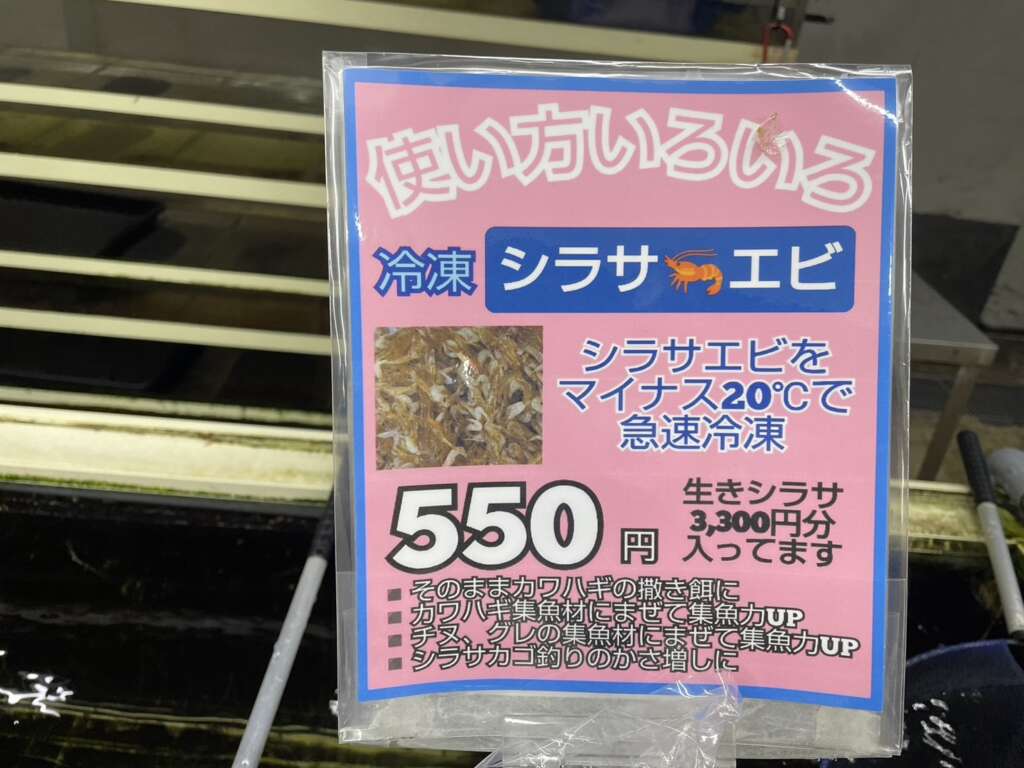 使い方いろいろ
冷凍 シラサエビ
シラサエビを
マイナス20℃で
急速冷凍
550円
生きシラサ
3,300円分
入ってます
■ そのままカワハギの撒き餌に
■ カワハギ集魚材にまぜて集魚力UP
■ チヌ、グレの集魚材にまぜて集魚力UP
■ シラサカゴ釣りのかさ増しに